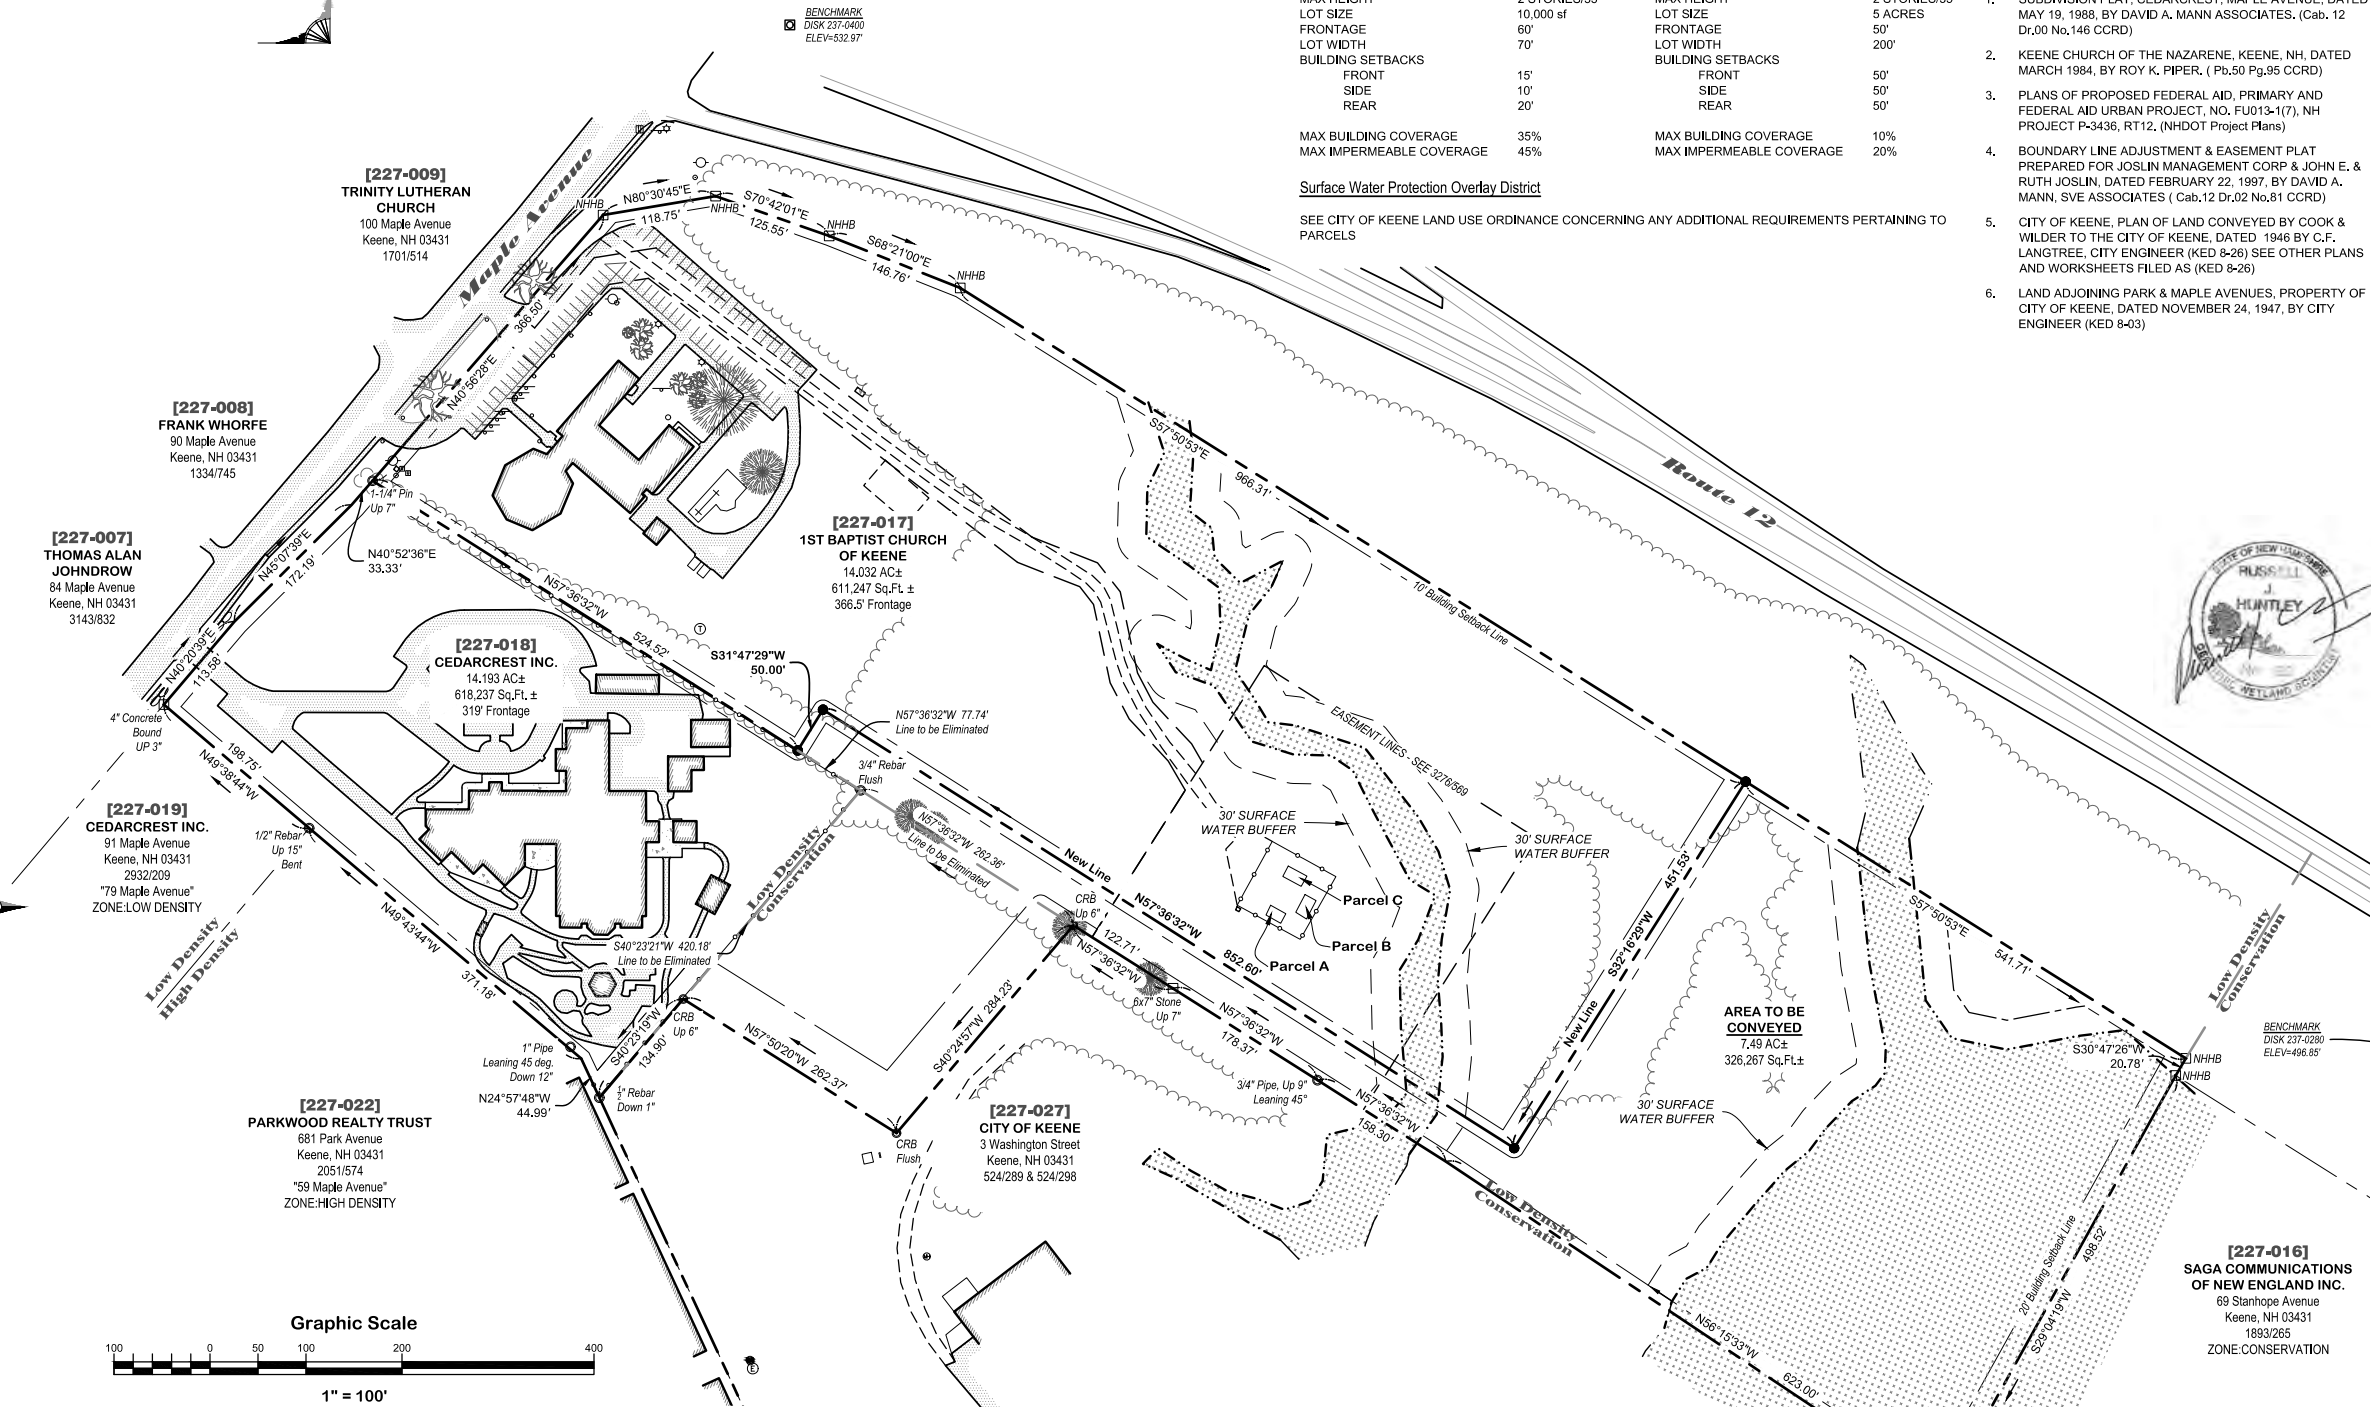 BENCHMARK
DISK 237-0400
ELEV=532.97'
LOT SIZE 10,000 sf
FRONTAGE 60'
LOT WIDTH 70'
BUILDING SETBACKS
FRONT 15'
SIDE 10'
REAR 20'
MAX BUILDING COVERAGE 35%
MAX IMPERMEABLE COVERAGE 45%
LOT SIZE 5 ACRES
FRONTAGE 50'
LOT WIDTH 200'
BUILDING SETBACKS
FRONT 50'
SIDE 50'
REAR 50'
MAX BUILDING COVERAGE 10%
MAX IMPERMEABLE COVERAGE 20%
Surface Water Protection Overlay District
SEE CITY OF KEENE LAND USE ORDINANCE CONCERNING ANY ADDITIONAL REQUIREMENTS PERTAINING TO
PARCELS
1. SUBDIVISION PLAT, CEDARCREST, MAPLE AVENUE, DATED
MAY 19, 1988, BY DAVID A. MANN ASSOCIATES. (Cab. 12
Dr.00 No.146 CCRD)
2. KEENE CHURCH OF THE NAZARENE, KEENE, NH, DATED
MARCH 1984, BY ROY K. PIPER. ( Pb.50 Pg.95 CCRD)
3. PLANS OF PROPOSED FEDERAL AID, PRIMARY AND
FEDERAL AID URBAN PROJECT, NO. FU013-1(7), NH
PROJECT P-3436, RT12. (NHDOT Project Plans)
4. BOUNDARY LINE ADJUSTMENT & EASEMENT PLAT
PREPARED FOR JOSLIN MANAGEMENT CORP & JOHN E. &
RUTH JOSLIN, DATED FEBRUARY 22, 1997, BY DAVID A.
MANN, SVE ASSOCIATES ( Cab.12 Dr.02 No.81 CCRD)
5. CITY OF KEENE, PLAN OF LAND CONVEYED BY COOK &
WILDER TO THE CITY OF KEENE, DATED 1946 BY C.F.
LANGTREE, CITY ENGINEER (KED 8-26) SEE OTHER PLANS
AND WORKSHEETS FILED AS (KED 8-26)
6. LAND ADJOINING PARK & MAPLE AVENUES, PROPERTY OF
CITY OF KEENE, DATED NOVEMBER 24, 1947, BY CITY
ENGINEER (KED 8-03)
[227-009]
TRINITY LUTHERAN
CHURCH
100 Maple Avenue
Keene, NH 03431
1701/514
Maple Avenue
NHHB
N80°30'45"E
118.75'
NHHB
S70°42'01"E
125.55'
NHHB
S68°21'00"E
146.76'
NHHB
366.50'
N40°56'28"E
[227-008]
FRANK WHORFE
90 Maple Avenue
Keene, NH 03431
1334/745
1-1/4" Pin
Up 7"
S57°50'53"E
966.31'
Route 12
[227-007]
THOMAS ALAN
JOHNDROW
84 Maple Avenue
Keene, NH 03431
3143/832
N45°07'39"E
172.19'
N40°52'36"E
33.33'
[227-017]
1ST BAPTIST CHURCH
OF KEENE
14.032 AC±
611,247 Sq.Ft. ±
366.5' Frontage
N57°36'32"W
524.52'
10' Building Setback Line
STATE OF NEW HAMPSHIRE
RUSSELL
J.
HUNTLEY
N40°20'39"E
113.58'
[227-018]
CEDARCREST INC.
14.193 AC±
618,237 Sq.Ft. ±
319' Frontage
T
S31°47'29"W
50.00'
4" Concrete
Bound
UP 3"
N57°36'32"W 77.74'
Line to be Eliminated
EASEMENT LINES - SEE 3276/569
198.75'
N49°38'44"W
3/4" Rebar
Flush
[227-019]
CEDARCREST INC.
91 Maple Avenue
Keene, NH 03431
2932/209
"79 Maple Avenue"
ZONE:LOW DENSITY
1/2" Rebar
Up 15"
Bent
Low Density
Conservation
N57°36'32"W 262.36'
Line to be Eliminated
New Line
N57°36'32"W
852.60'
30' SURFACE
WATER BUFFER
30' SURFACE
WATER BUFFER
451.53'
S32°16'29"W
New Line
Parcel C
Parcel B
Parcel A
CRB
Up 6"
122.71'
N57°36'32"W
6x7" Stone
Up 7"
S57°50'53"E
541.71'
Low Density
Conservation
Low Density
High Density
N49°43'44"W
371.18'
S40°23'21"W 420.18'
Line to be Eliminated
CRB
Up 6"
S40°24'57"W 284.23'
N57°36'32"W
178.37'
AREA TO BE
CONVEYED
7.49 AC±
326,267 Sq.Ft.±
BENCHMARK
DISK 237-0280
ELEV=496.85'
S30°47'26"W
20.78'
NHHB
NHHB
1" Pipe
Leaning 45 deg.
Down 12"
S40°23'19"W
134.90'
N57°50'20"W 262.37'
3/4" Pipe, Up 9"
Leaning 45°
N57°36'32"W
158.30'
N24°57'48"W
44.99'
1/2" Rebar
Down 1"
[227-022]
PARKWOOD REALTY TRUST
681 Park Avenue
Keene, NH 03431
2051/574
"59 Maple Avenue"
ZONE:HIGH DENSITY
CRB
Flush
[227-027]
CITY OF KEENE
3 Washington Street
Keene, NH 03431
524/289 & 524/298
30' SURFACE
WATER BUFFER
Low Density
Conservation
20' Building Setback Line
498.52'
S29°04'19"W
[227-016]
SAGA COMMUNICATIONS
OF NEW ENGLAND INC.
69 Stanhope Avenue
Keene, NH 03431
1893/265
ZONE:CONSERVATION
N56°15'33"W
623.00'
E
Graphic Scale
100 0 50 100 200 400
1" = 100'